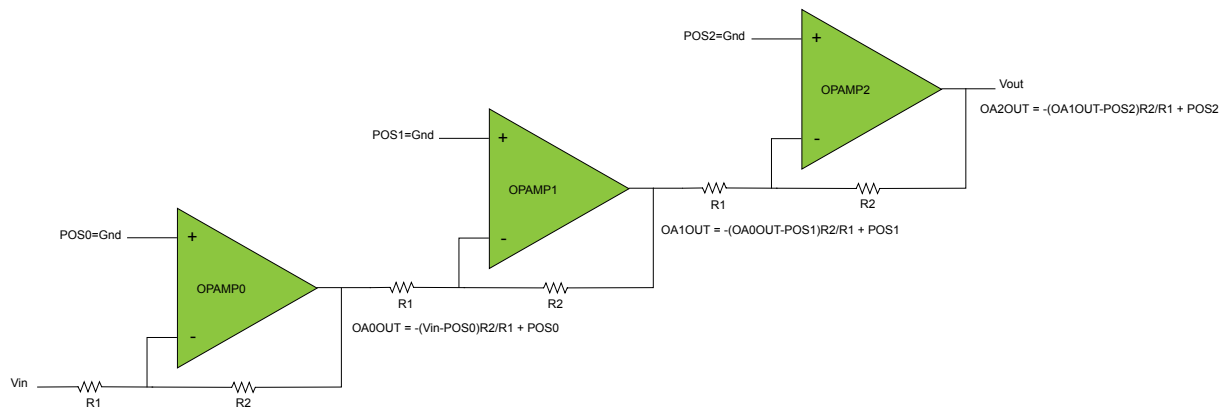 POS2=Gnd
+
OPAMP2
-
Vout
OA2OUT = -(OA1OUT-POS2)R2/R1 + POS2
R1
R2
POS1=Gnd
+
OPAMP1
-
OA1OUT = -(OA0OUT-POS1)R2/R1 + POS1
R1
R2
POS0=Gnd
+
OPAMP0
-
OA0OUT = -(Vin-POS0)R2/R1 + POS0
Vin
R1
R2